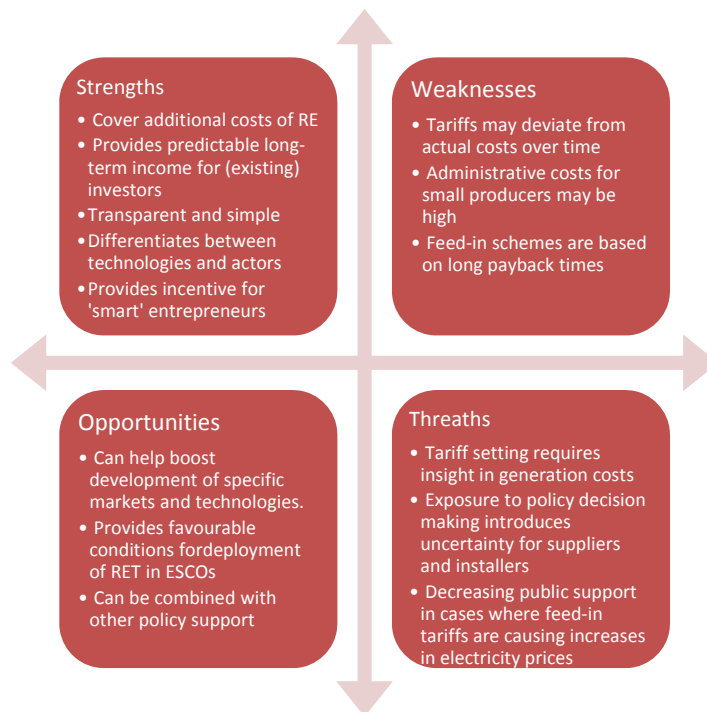 Strengths
• Cover additional costs of RE
• Provides predictable long-
term income for (existing)
investors
•Transparent and simple
•Differentiates between
technologies and actors
•Provides incentive for
'smart' entrepreneurs
Weaknesses
• Tariffs may deviate from
actual costs over time
• Administrative costs for
small producers may be
high
• Feed-in schemes are based
on long payback times
Opportunities
• Can help boost
development of specific
markets and technologies.
• Provides favourable
conditions fordeployment
of RET in ESCOs
• Can be combined with
other policy support
Threaths
• Tariff setting requires
insight in generation costs
• Exposure to policy decision
making introduces
uncertainty for suppliers
and installers
• Decreasing public support
in cases where feed-in
tariffs are causing increases
in electricity prices